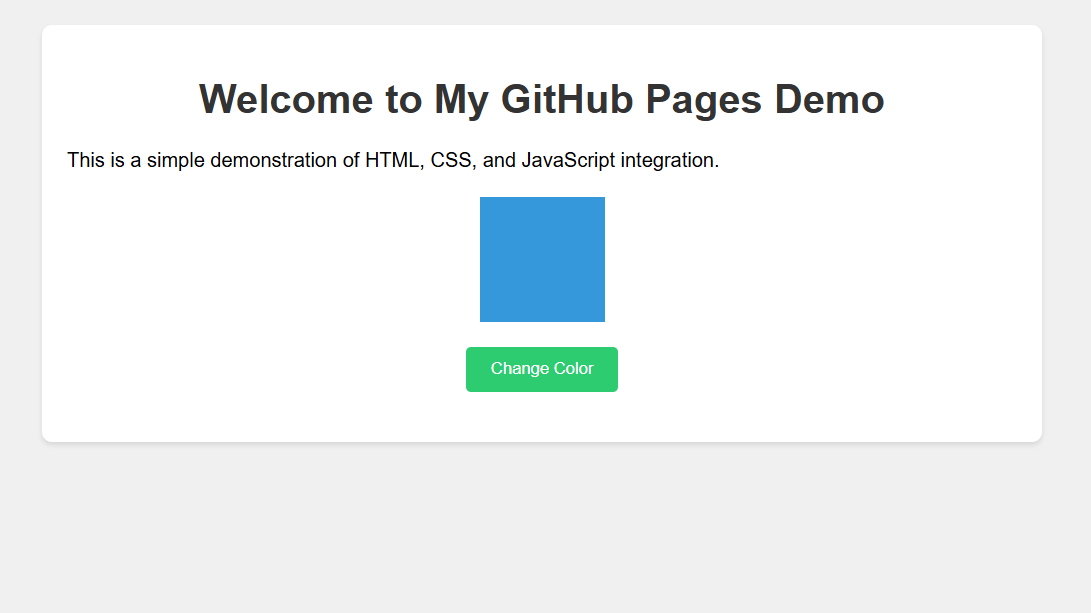 Welcome to My GitHub Pages Demo
This is a simple demonstration of HTML, CSS, and JavaScript integration.
Change Color